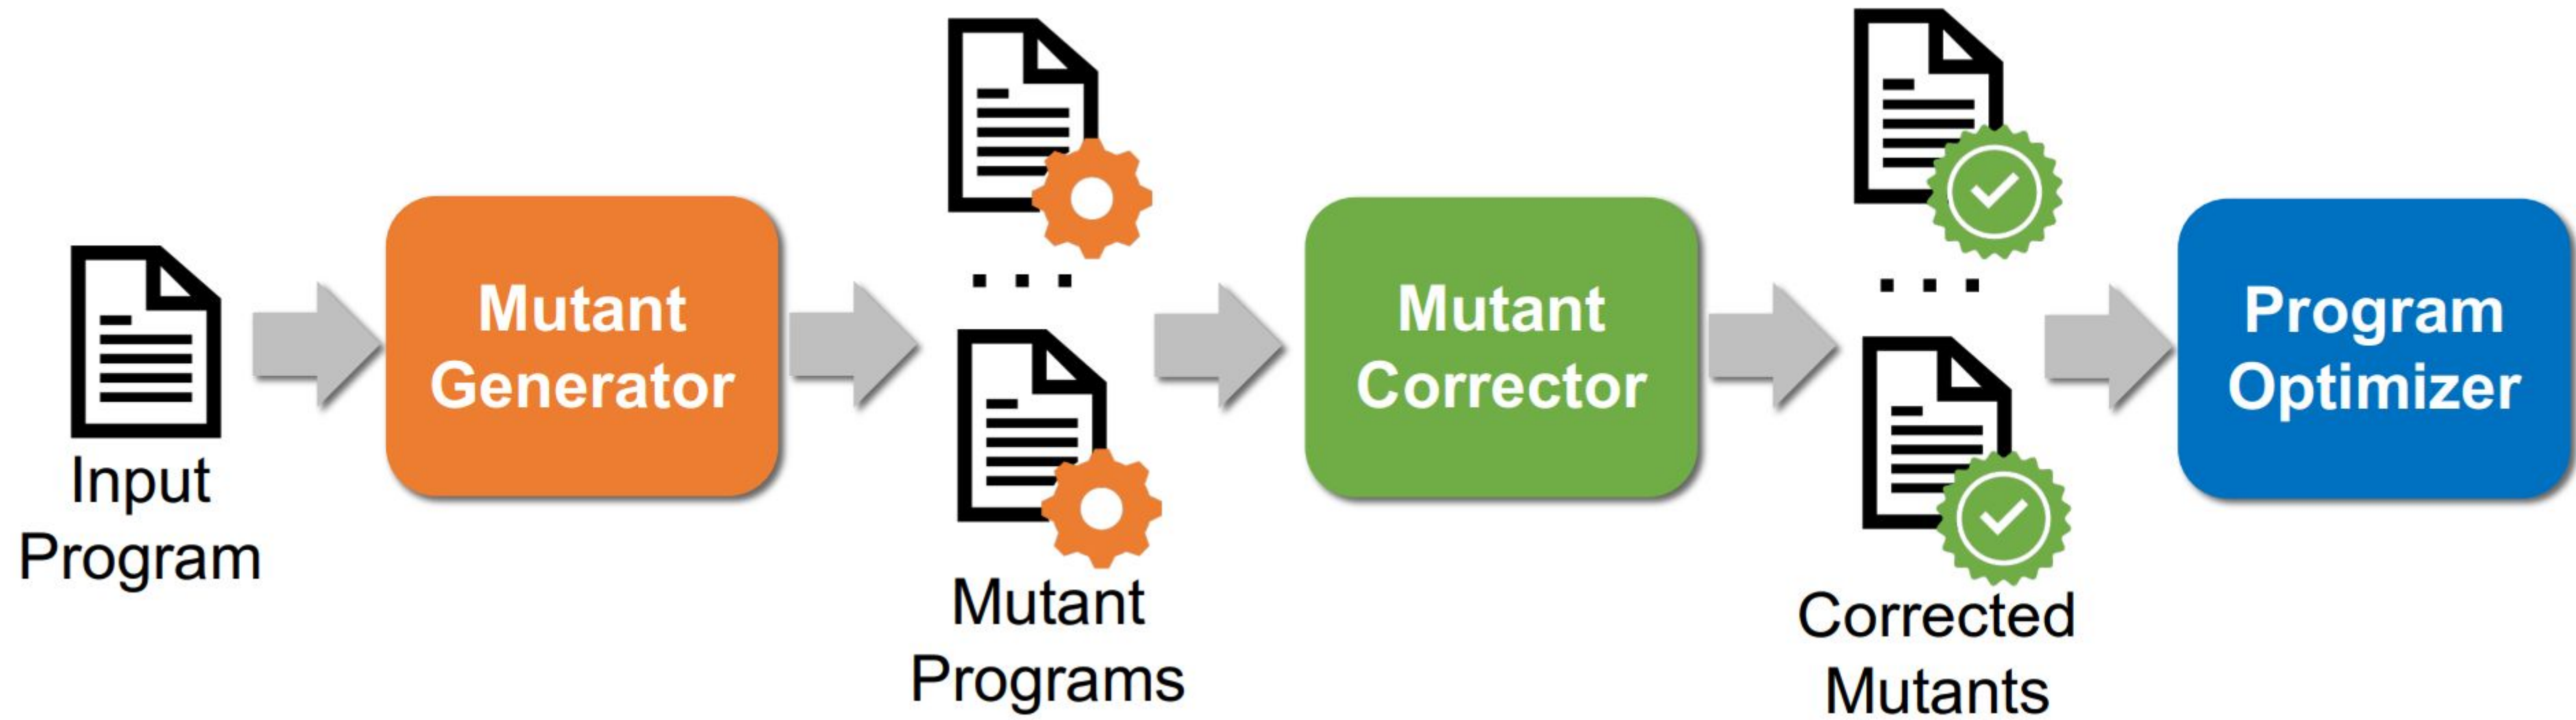 Input
Program
Mutant
Generator
Mutant
Programs
Mutant
Corrector
Corrected
Mutants
Program
Optimizer